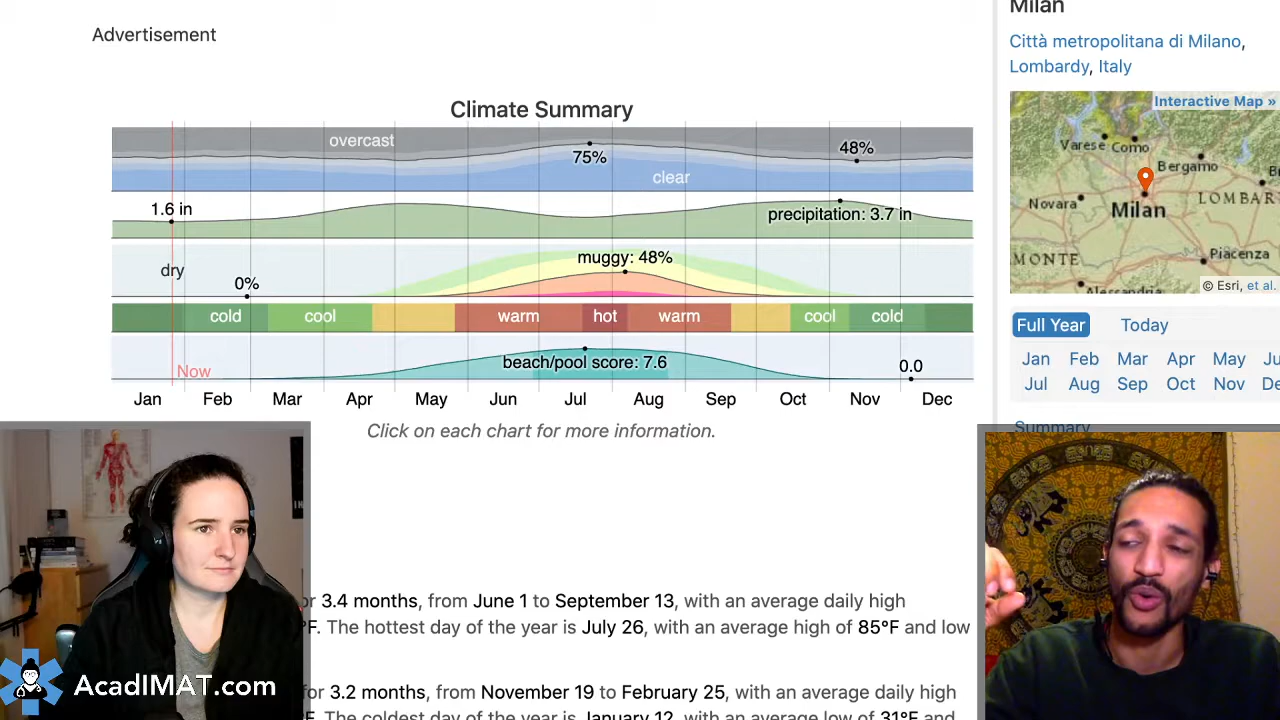 Advertisement
Milan
Città metropolitana di Milano,
Lombardy, Italy
Climate Summary
overcast
75%
48%
clear
1.6 in
precipitation: 3.7 in
dry
0%
muggy: 48%
cold
cool
warm
hot
warm
cool
cold
beach/pool score: 7.6
0.0
Now
Jan Feb Mar Apr May Jun Jul Aug Sep Oct Nov Dec
Click on each chart for more information.
Interactive Map »
Varese
Como
Bergamo
Novara
Milan
LOMBAR
MONTE
Piacenza
Alessandria
© Esri, et al.
Full Year Today
Jan Feb Mar Apr May Ju
Jul Aug Sep Oct Nov De
Summary
or 3.4 months, from June 1 to September 13, with an average daily high
°F. The hottest day of the year is July 26, with an average high of 85°F and low
for 3.2 months, from November 19 to February 25, with an average daily high
°F. The coldest day of the year is January 12, with an average low of 31°F and
AcadIMAT.com